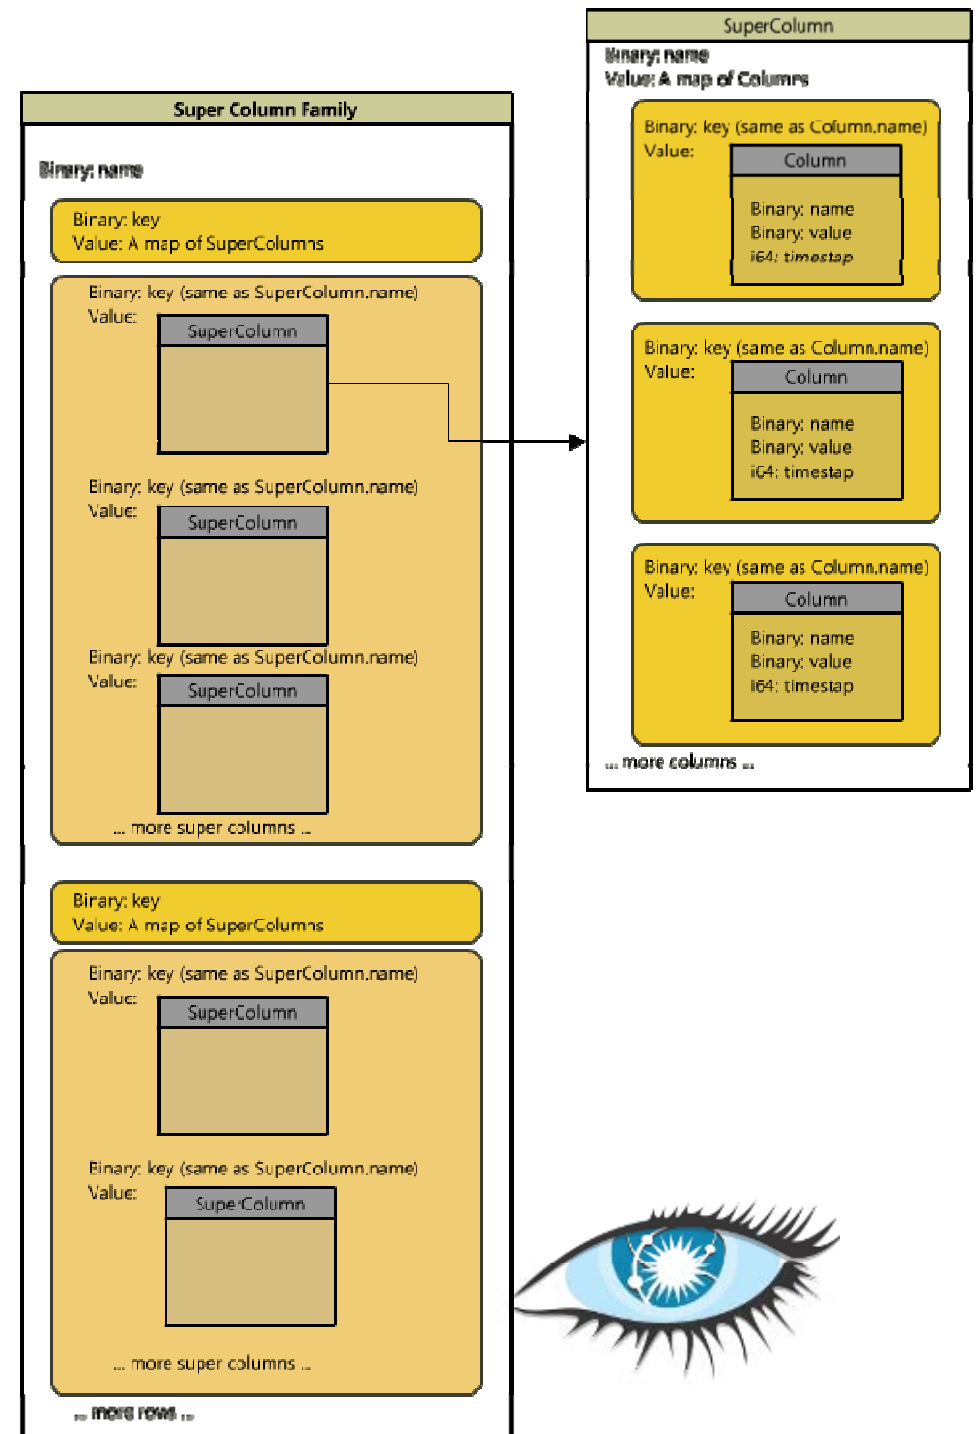 Super Column Family
Binary: name
Binary: key
Value: A map of SuperColumns
Binary: key (same as SuperColumn.name)
Value:
SuperColumn
Binary: key (same as SuperColumn.name)
Value:
SuperColumn
Binary: key (same as SuperColumn.name)
Value:
SuperColumn
... more super columns ...
Binary: key
Value: A map of SuperColumns
Binary: key (same as SuperColumn.name)
Value:
SuperColumn
Binary: key (same as SuperColumn.name)
Value:
SuperColumn
... more super columns ...
... more rows ...
SuperColumn
Binary: name
Value: A map of Columns
Binary: key (same as Column.name)
Value:
Column
Binary: name
Binary: value
i64: timestap
Binary: key (same as Column.name)
Value:
Column
Binary: name
Binary: value
i64: timestap
Binary: key (same as Column.name)
Value:
Column
Binary: name
Binary: value
i64: timestap
... more columns ...